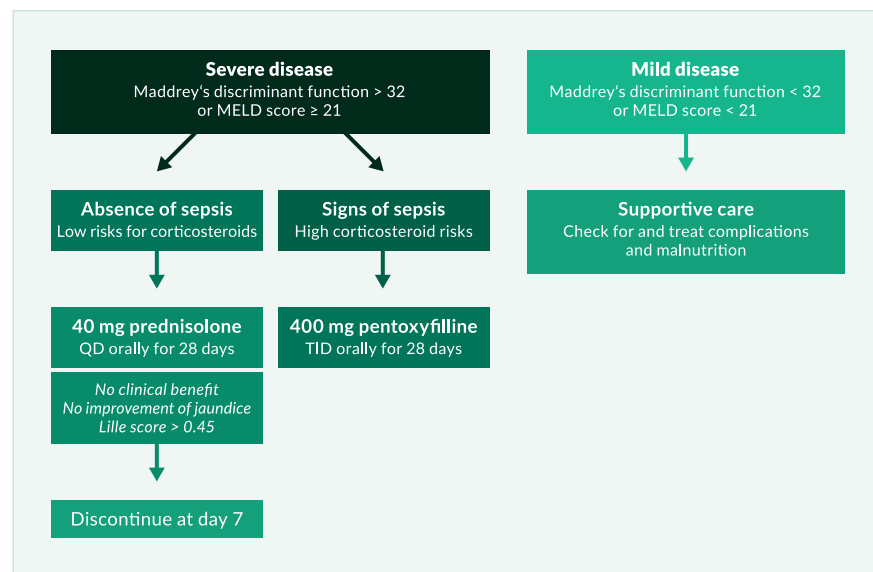 Severe disease
Maddrey's discriminant function > 32
or MELD score ≥ 21
Mild disease
Maddrey's discriminant function < 32
or MELD score < 21
Absence of sepsis
Low risks for corticosteroids
Signs of sepsis
High corticosteroid risks
Supportive care
Check for and treat complications
and malnutrition
40 mg prednisolone
QD orally for 28 days
400 mg pentoxyfilline
TID orally for 28 days
No clinical benefit
No improvement of jaundice
Lille score > 0.45
Discontinue at day 7